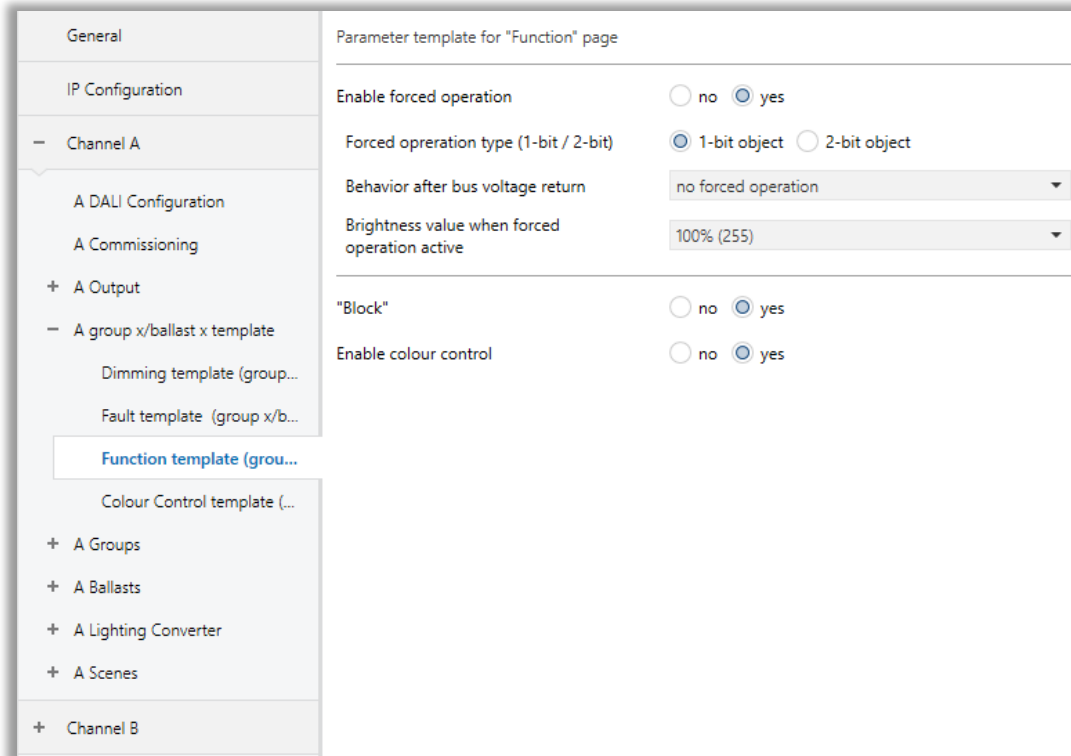 General
IP Configuration
− Channel A
A DALI Configuration
A Commissioning
+ A Output
− A group x/ballast x template
Dimming template (group...
Fault template (group x/b...
Function template (grou...
Colour Control template (...
+ A Groups
+ A Ballasts
+ A Lighting Converter
+ A Scenes
+ Channel B
Parameter template for "Function" page
Enable forced operation no yes
Forced opreration type (1-bit / 2-bit) 1-bit object 2-bit object
Behavior after bus voltage return no forced operation
Brightness value when forced
operation active 100% (255)
"Block" no yes
Enable colour control no yes